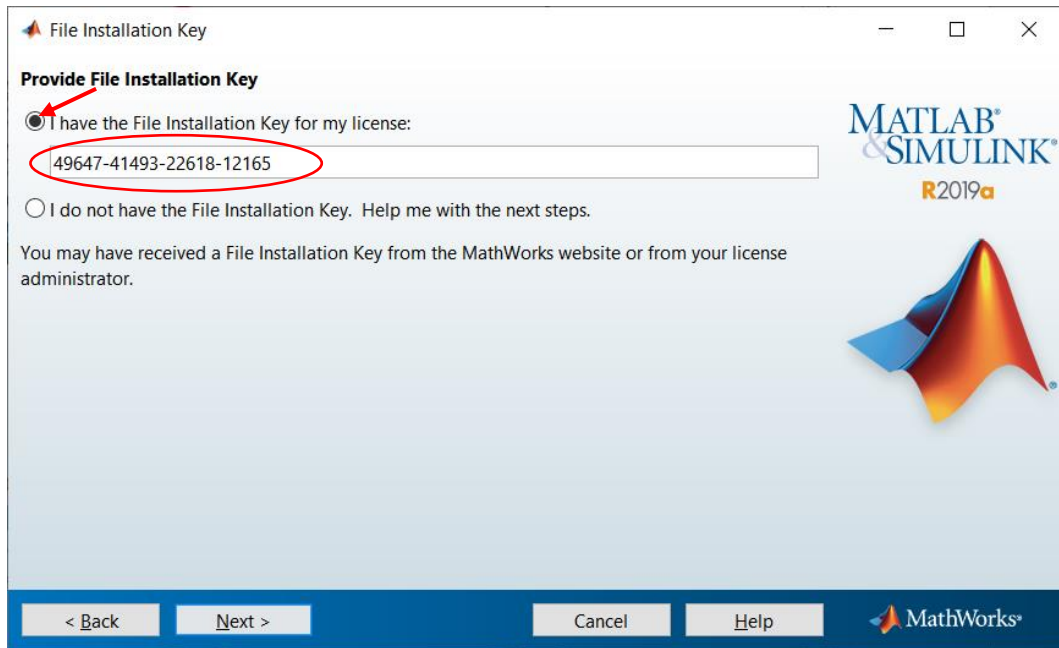 File Installation Key
Provide File Installation Key
I have the File Installation Key for my license:
49647-41493-22618-12165
I do not have the File Installation Key. Help me with the next steps.
You may have received a File Installation Key from the MathWorks website or from your license
administrator.
MATLAB®
&SIMULINK®
R2019a
®
< Back
Next >
Cancel
Help
MathWorks®